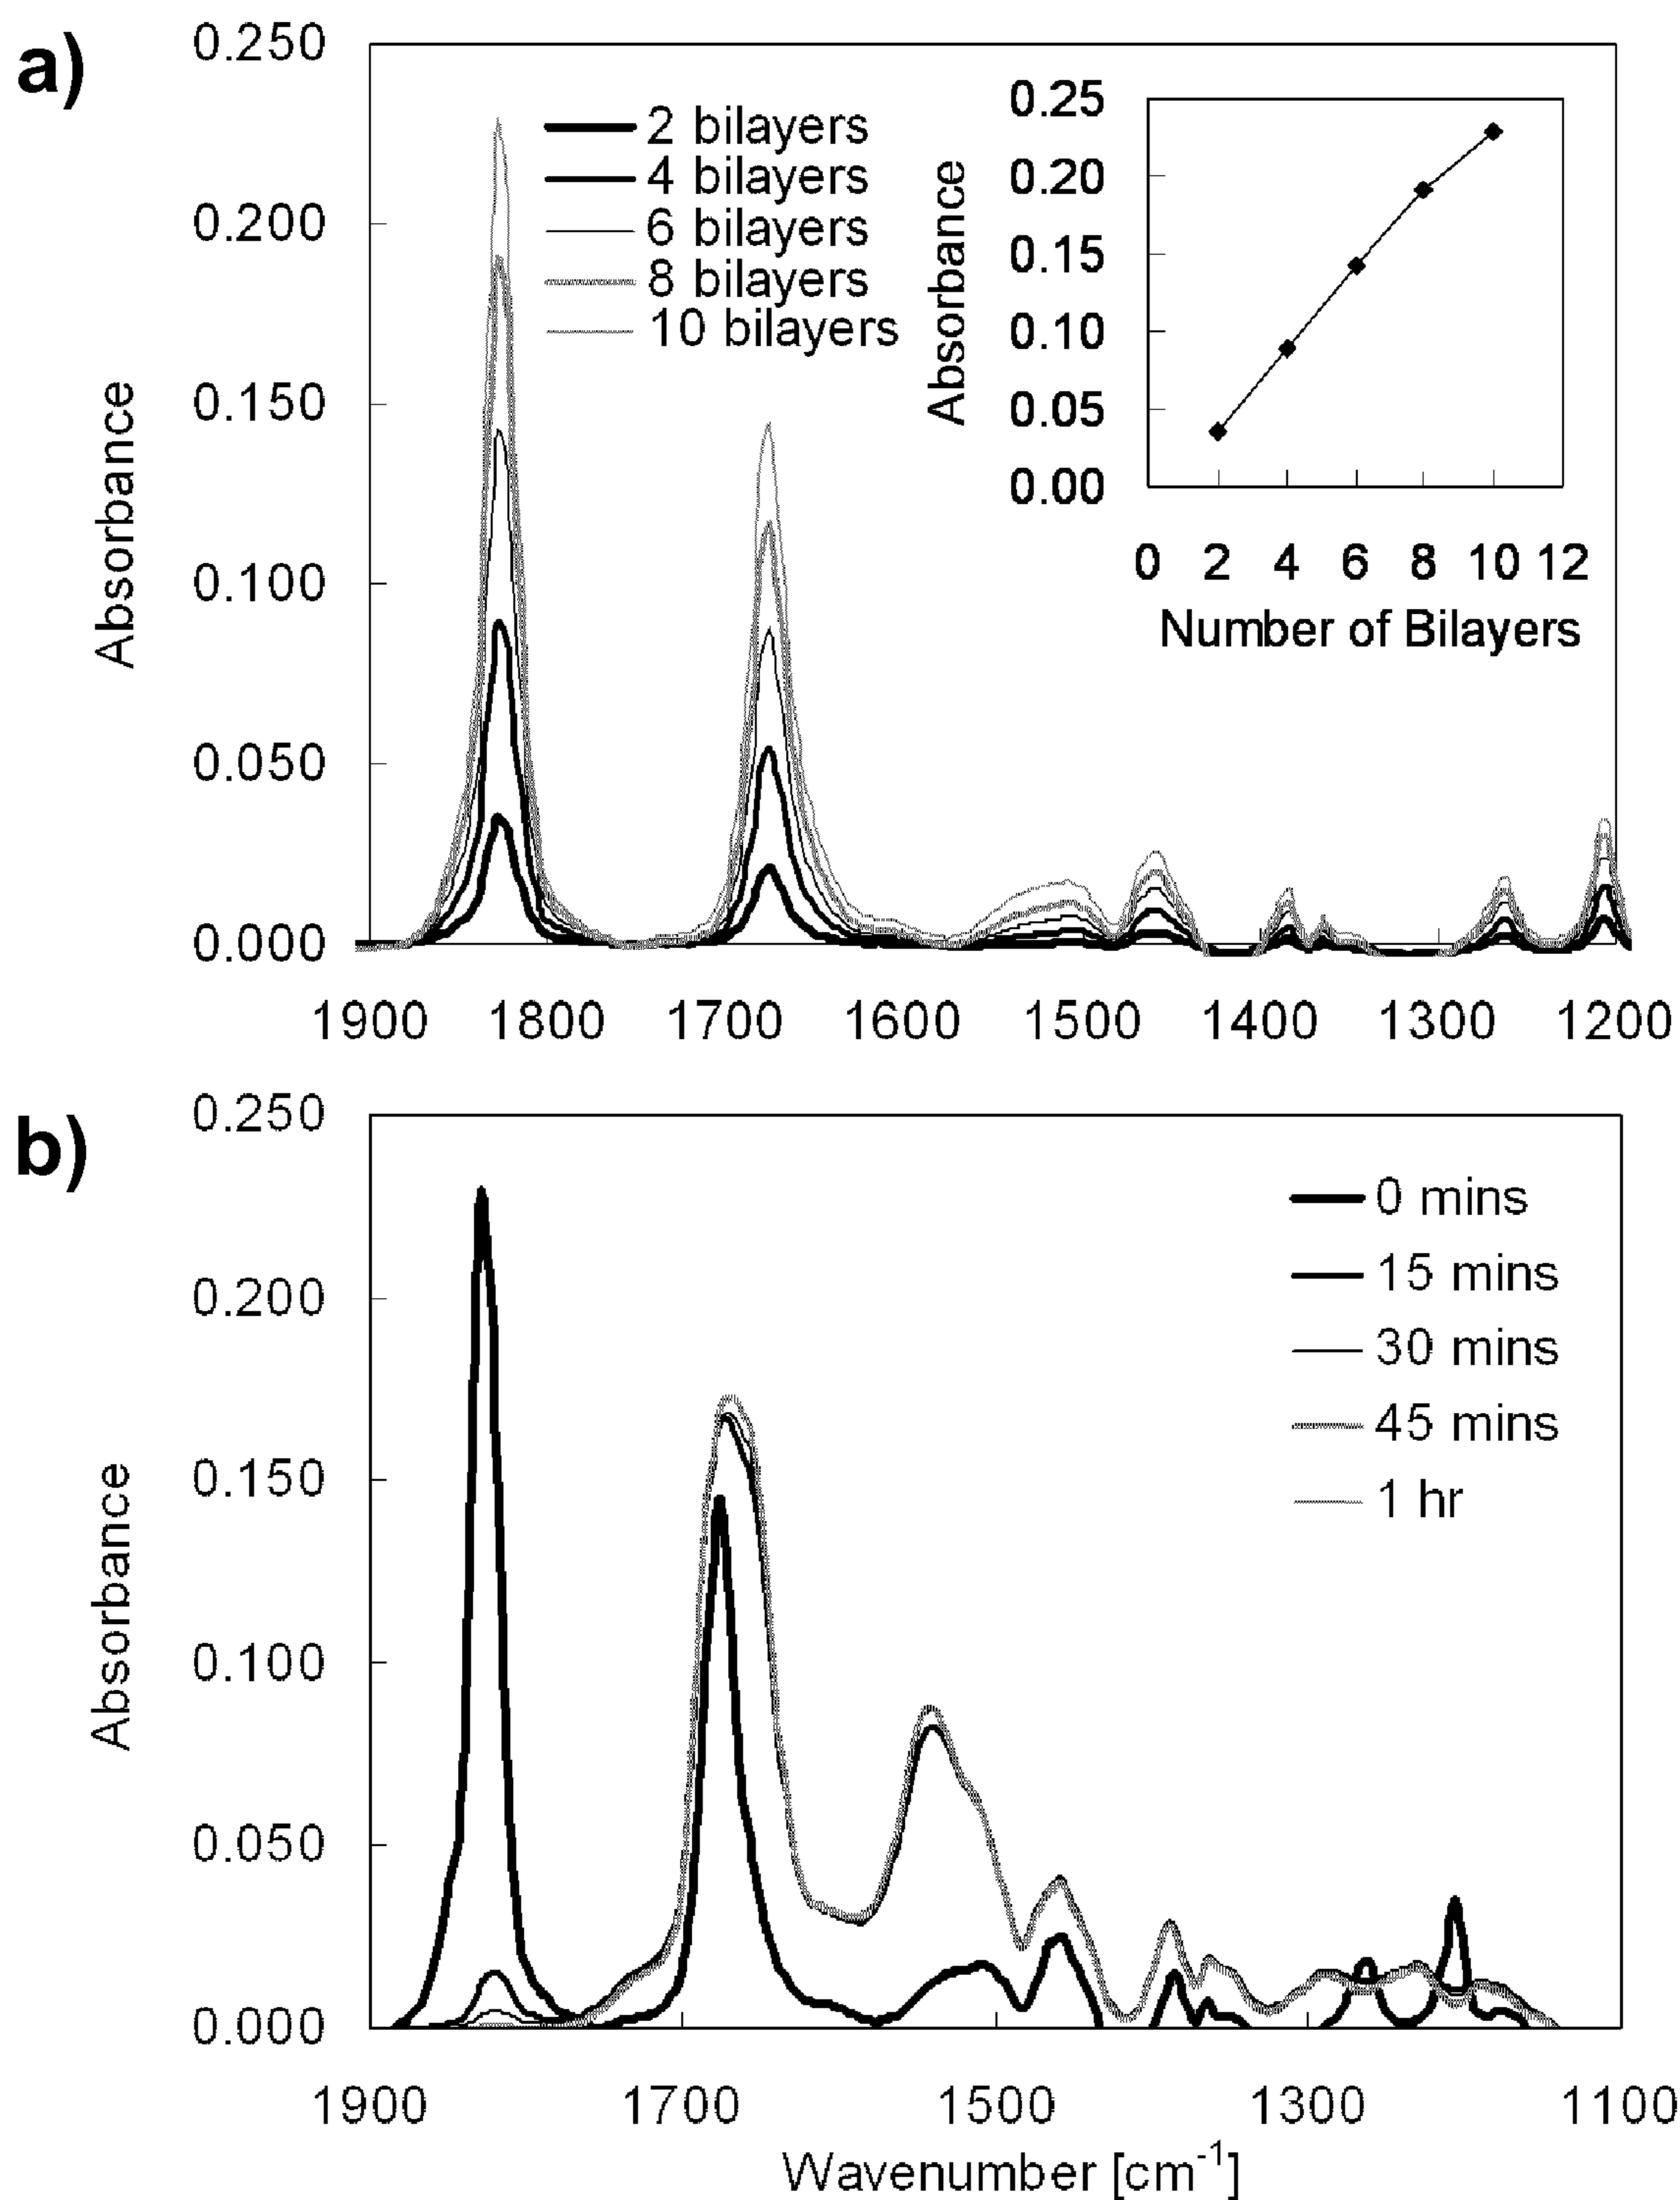 a)
0.250
0.200
0.150
0.100
0.050
0.000
Absorbance
2 bilayers
4 bilayers
6 bilayers
8 bilayers
10 bilayers
0.25
0.20
0.15
0.10
0.05
0.00
Absorbance
0 2 4 6 8 10 12
Number of Bilayers
1900 1800 1700 1600 1500 1400 1300 1200
b)
0.250
0.200
0.150
0.100
0.050
0.000
Absorbance
0 mins
15 mins
30 mins
45 mins
1 hr
1900 1700 1500 1300 1100
Wavenumber [cm⁻¹]